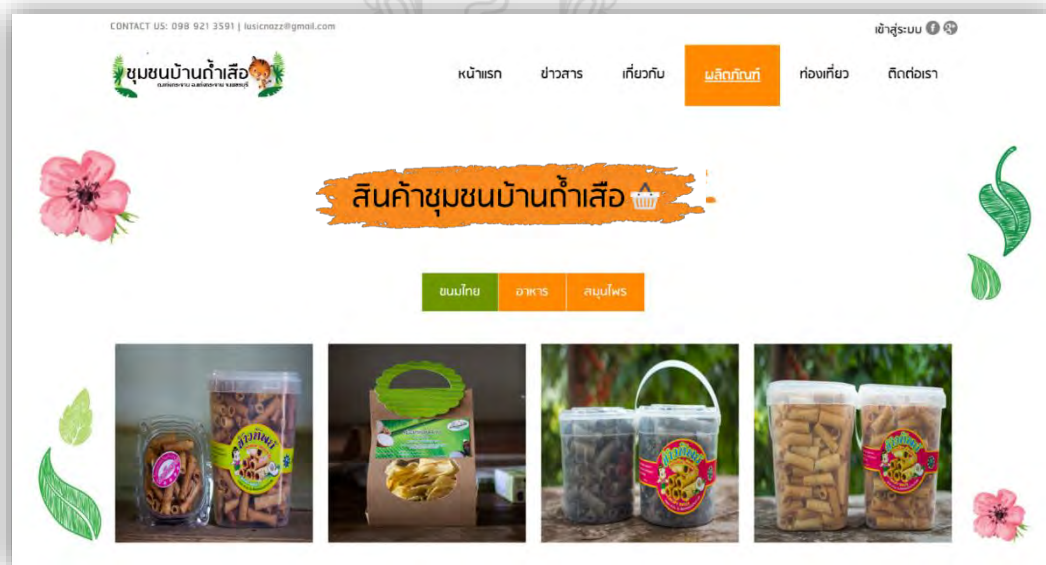 CONTACT US: 098 921 3591 | lusicnazz@gmail.com
เข้าสู่ระบบ
ชุมชนบ้านถ้ำเสือ
หน้าแรก ข่าวสาร เกี่ยวกับ ผลิตภัณฑ์ ท่องเที่ยว ติดต่อเรา
สินค้าชุมชนบ้านถ้ำเสือ
ขนมไทย อาหาร สมุนไพร